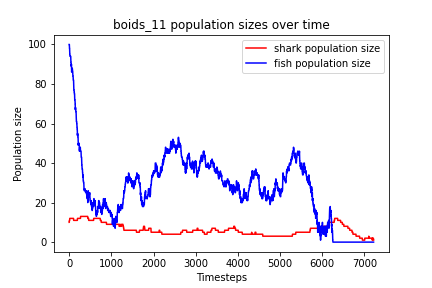 boids_11 population sizes over time
shark population size
fish population size
Population size
100
80
60
40
20
0
0
1000
2000
3000
4000
5000
6000
7000
Timesteps